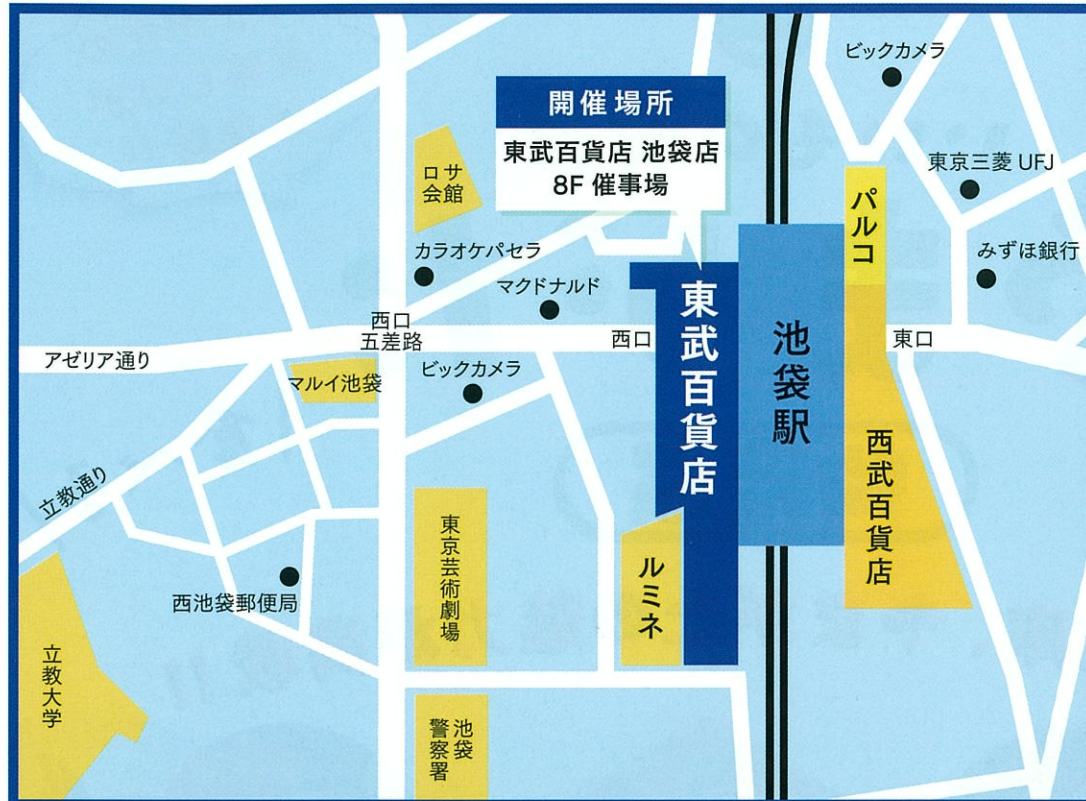 ビックカメラ
開催場所
東武百貨店 池袋店
8F 催事場
東京三菱 UFJ
ロサ
会館
パルコ
カラオケパセラ
みずほ銀行
マクドナルド
西口
五差路
西口
東武百貨店
池袋駅
東口
アゼリア通り
マルイ池袋
ビックカメラ
西武百貨店
立教通り
東京芸術劇場
ルミネ
西池袋郵便局
立教大学
池袋
警察署